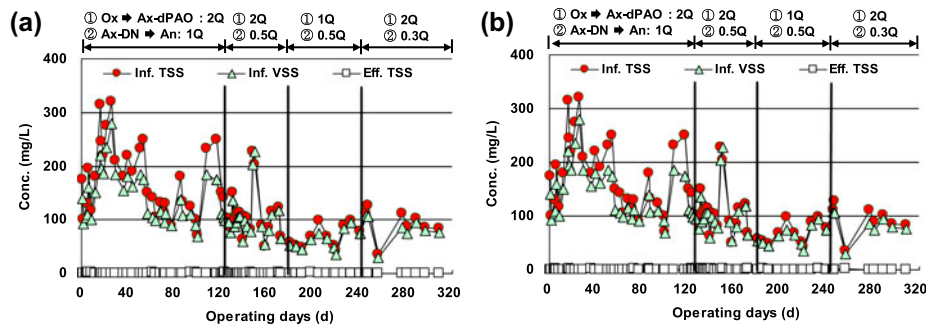 (a)
① Ox ➔ Ax-dPAO : 2Q ① 2Q ① 1Q ① 2Q
② Ax-DN ➔ An: 1Q ② 0.5Q ② 0.5Q ② 0.3Q
400
300
200
100
0
Conc. (mg/L)
Inf. TSS Inf. VSS Eff. TSS
0 40 80 120 160 200 240 280 320
Operating days (d)
(b)
① Ox ➔ Ax-dPAO : 2Q ① 2Q ① 1Q ① 2Q
② Ax-DN ➔ An: 1Q ② 0.5Q ② 0.5Q ② 0.3Q
400
300
200
100
0
Conc. (mg/L)
Inf. TSS Inf. VSS Eff. TSS
0 40 80 120 160 200 240 280 320
Operating days (d)